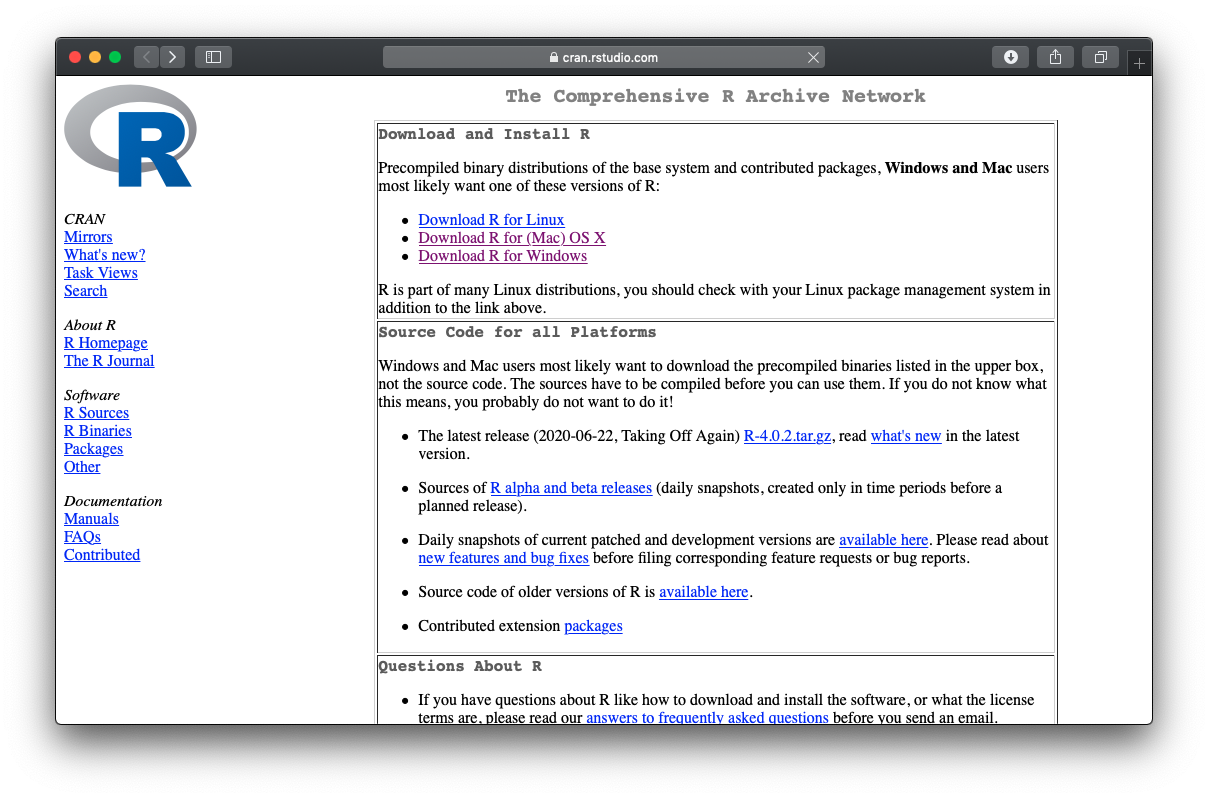 cran.rstudio.com
R
The Comprehensive R Archive Network
CRAN
Mirrors
What's new?
Task Views
Search
About R
R Homepage
The R Journal
Software
R Sources
R Binaries
Packages
Other
Documentation
Manuals
FAQs
Contributed
Download and Install R
Precompiled binary distributions of the base system and contributed packages, Windows and Mac users
most likely want one of these versions of R:
• Download R for Linux
• Download R for (Mac) OS X
• Download R for Windows
R is part of many Linux distributions, you should check with your Linux package management system in
addition to the link above.
Source Code for all Platforms
Windows and Mac users most likely want to download the precompiled binaries listed in the upper box,
not the source code. The sources have to be compiled before you can use them. If you do not know what
this means, you probably do not want to do it!
• The latest release (2020-06-22, Taking Off Again) R-4.0.2.tar.gz, read what's new in the latest
version.
• Sources of R alpha and beta releases (daily snapshots, created only in time periods before a
planned release).
• Daily snapshots of current patched and development versions are available here. Please read about
new features and bug fixes before filing corresponding feature requests or bug reports.
• Source code of older versions of R is available here.
• Contributed extension packages
Questions About R
• If you have questions about R like how to download and install the software, or what the license
terms are, please read our answers to frequently asked questions before you send an email.